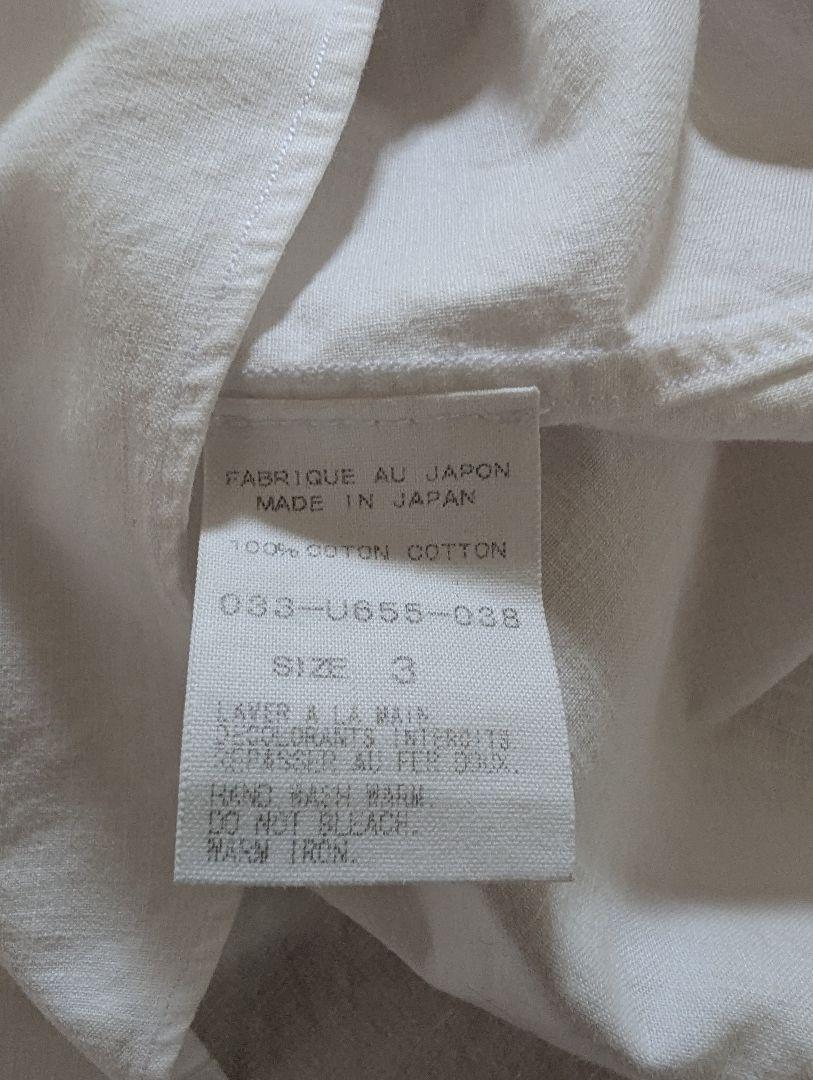 FABRIQUE AU JAPON
MADE IN JAPAN
100% COTON COTTON
033-U655-038
SIZE 3
LAVER A LA MAIN.
DECOLORANTS INTERDITS.
REPASSER AU FER DOUX.
HAND WASH WARM.
DO NOT BLEACH.
WARM IRON.